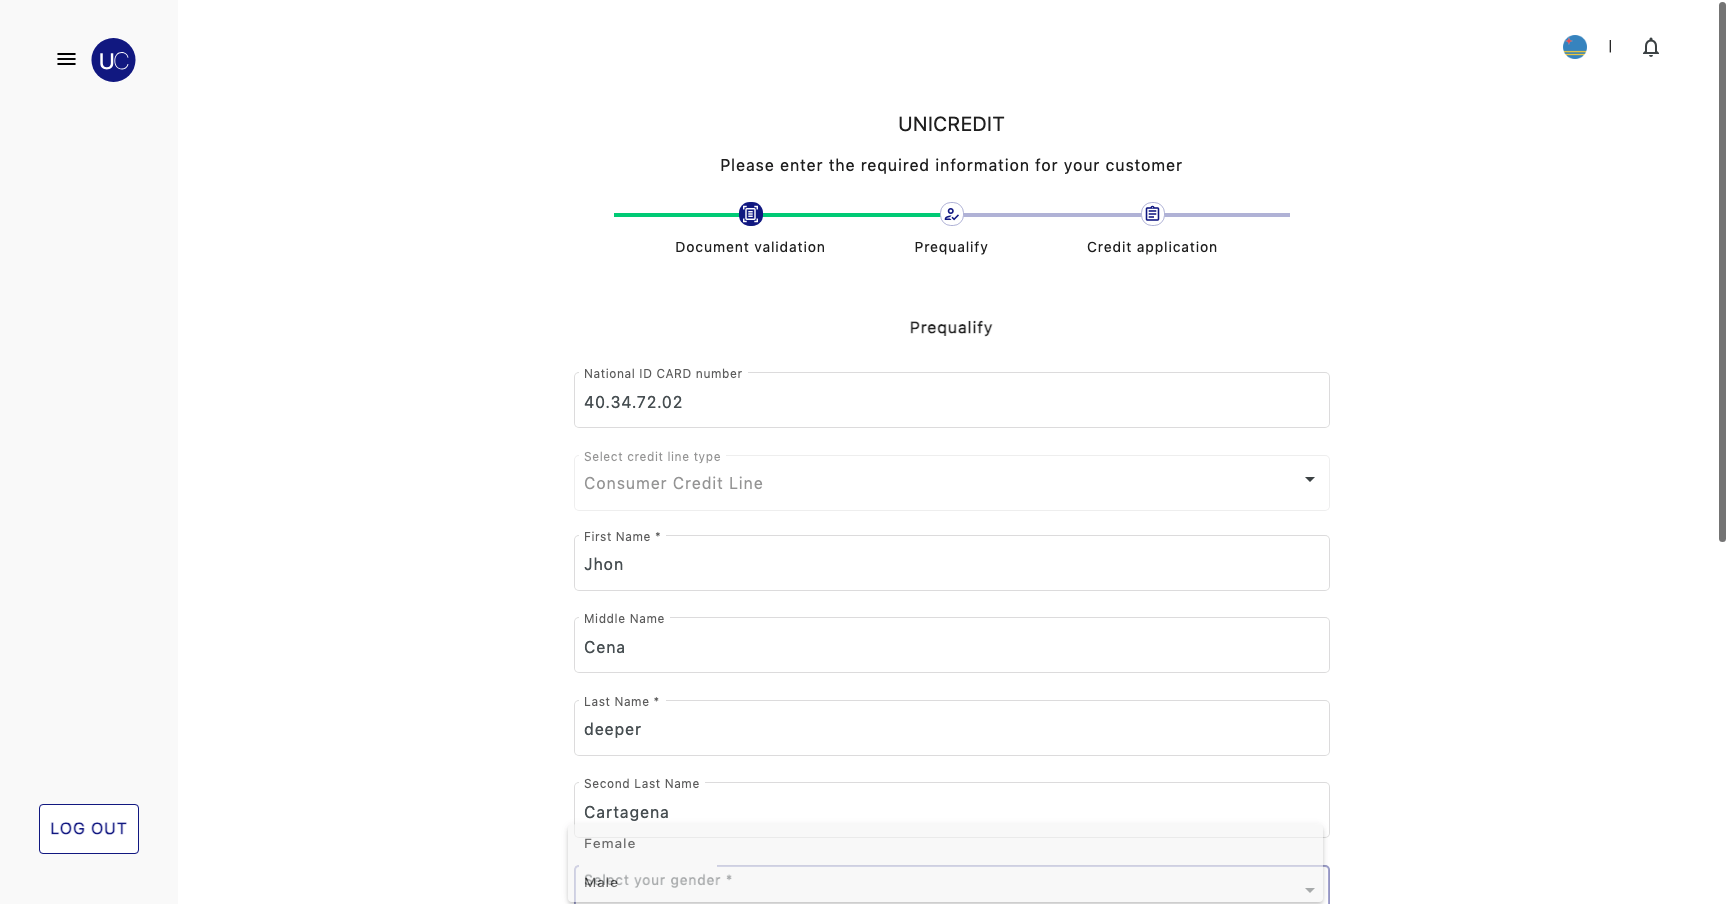 UC
UNICREDIT
Please enter the required information for your customer
Document validation
Prequalify
Credit application
Prequalify
National ID CARD number
40.34.72.02
Select credit line type
Consumer Credit Line
First Name *
Jhon
Middle Name
Cena
Last Name *
deeper
Second Last Name
Cartagena
Female
Select your gender *
Male
LOG OUT